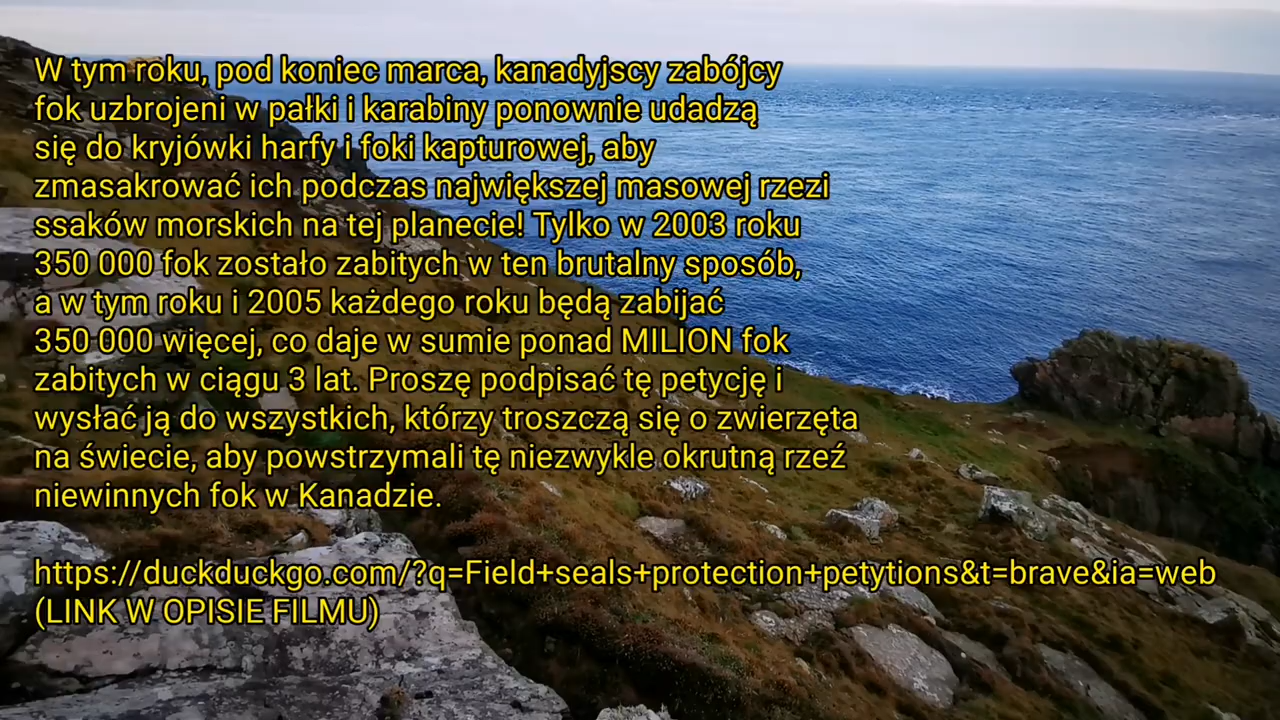 W tym roku, pod koniec marca, kanadyjscy zabójcy
fok uzbrojeni w pałki i karabiny ponownie udadzą
się do kryjówki harfy i foki kapturowej, aby
zmasakrować ich podczas największej masowej rzezi
ssaków morskich na tej planecie! Tylko w 2003 roku
350 000 fok zostało zabitych w ten brutalny sposób,
a w tym roku i 2005 każdego roku będą zabijać
350 000 więcej, co daje w sumie ponad MILION fok
zabitych w ciągu 3 lat. Proszę podpisać tę petycję i
wysłać ją do wszystkich, którzy troszczą się o zwierzęta
na świecie, aby powstrzymali tę niezwykle okrutną rzeź
niewinnych fok w Kanadzie.
https://duckduckgo.com/?q=Field+seals+protection+petytions&t=brave&ia=web
(LINK W OPISIE FILMU)